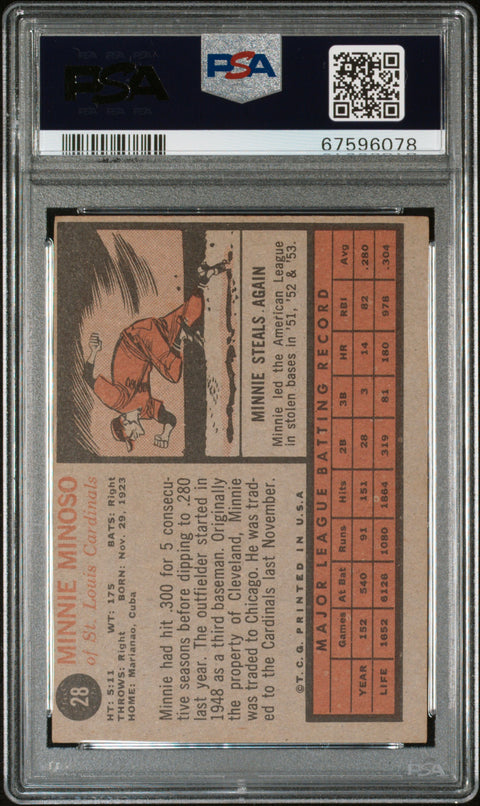 PSA
PSA
67596078
28
MINNIE MINOSO
of St. Louis Cardinals
HT: 5:11 WT: 175 BATS: Right
THROWS: Right BORN: Nov. 29, 1923
HOME: Marianao, Cuba
Minnie had hit .300 for 5 consecu-
tive seasons before dipping to .280
last year. The outfielder started in
1948 as a third baseman. Originally
the property of Cleveland, Minnie
was traded to Chicago. He was trad-
ed to the Cardinals last November.
©T.C.G. PRINTED IN U.S.A
MINNIE STEALS AGAIN
Minnie led the American League
in stolen bases in '51, '52 & '53.
MAJOR LEAGUE BATTING RECORD
Games At Bat Runs Hits 2B 3B HR RBI Avg
YEAR 152 540 91 151 28 3 14 82 .280
LIFE 1652 6128 1080 1864 319 81 180 978 .304
PSA